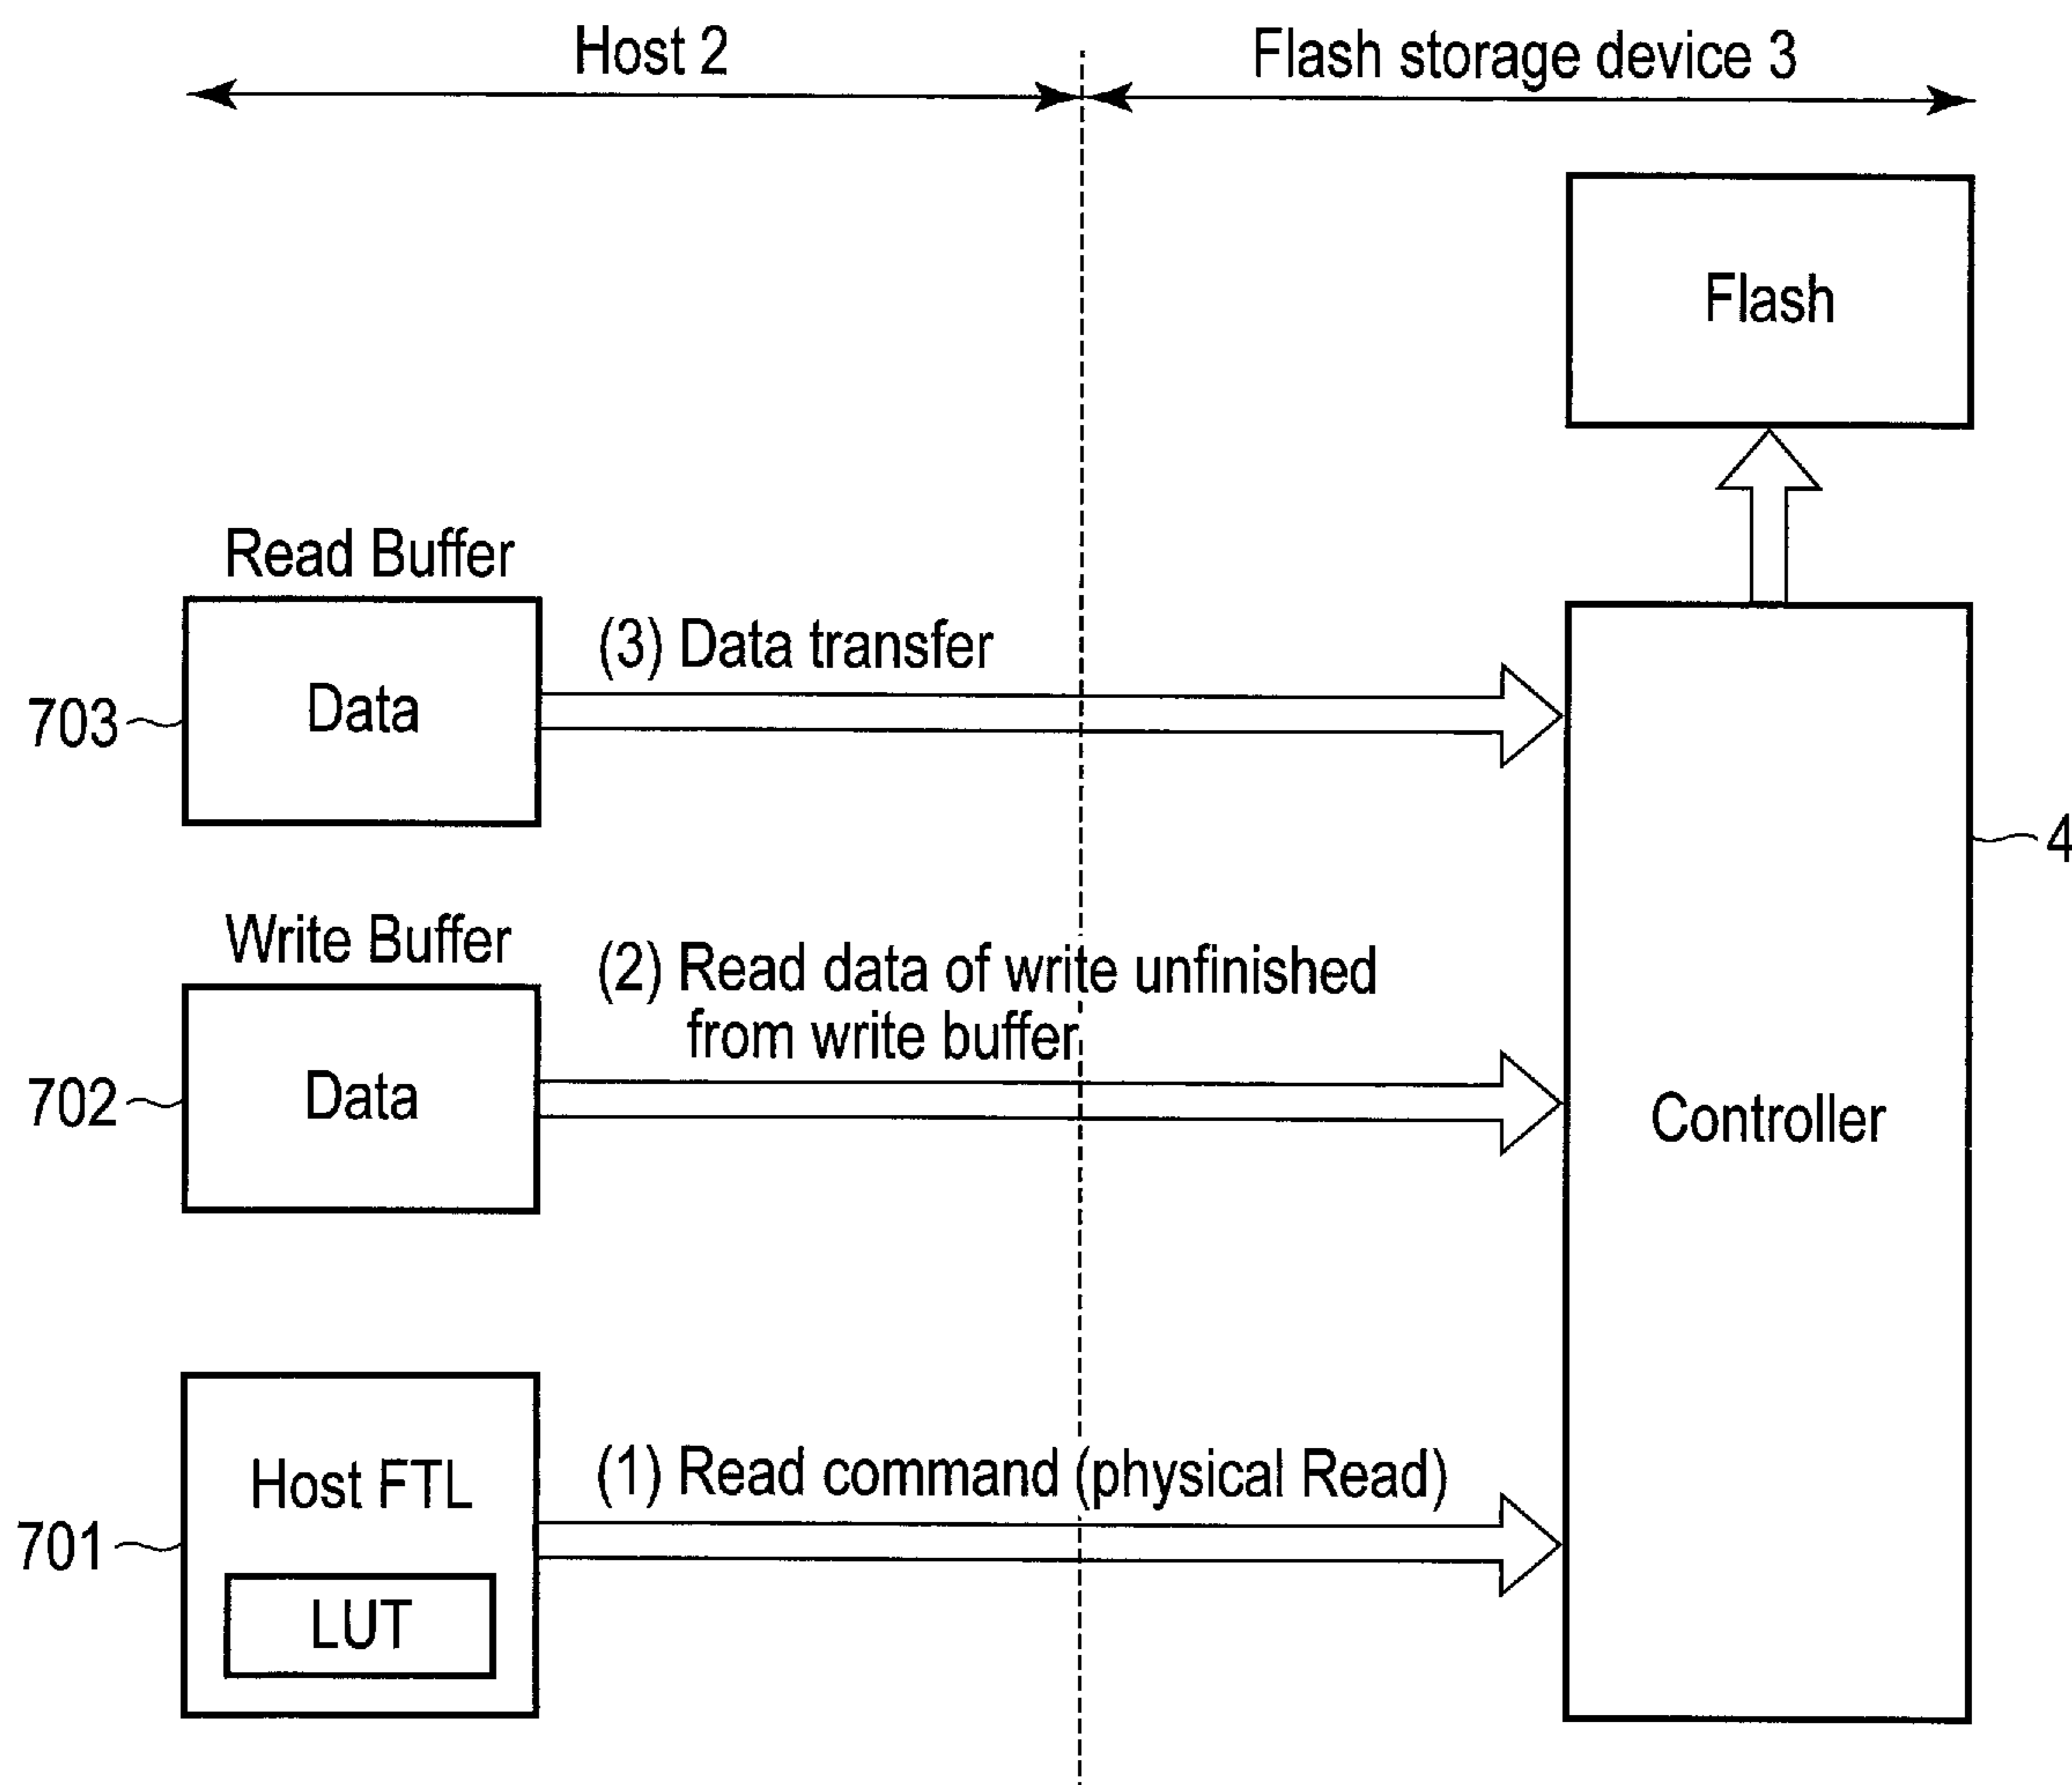 Host 2
Flash storage device 3
Flash
Read Buffer
(3) Data transfer
Data
703
4
Write Buffer
(2) Read data of write unfinished
from write buffer
Data
702
Controller
Host FTL
(1) Read command (physical Read)
701
LUT